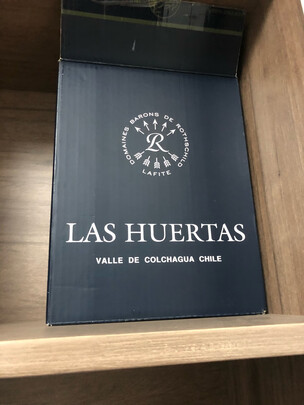 DOMAINES BARONS DE ROTHSCHILD
R
LAFITE
LAS HUERTAS
VALLE DE COLCHAGUA CHILE